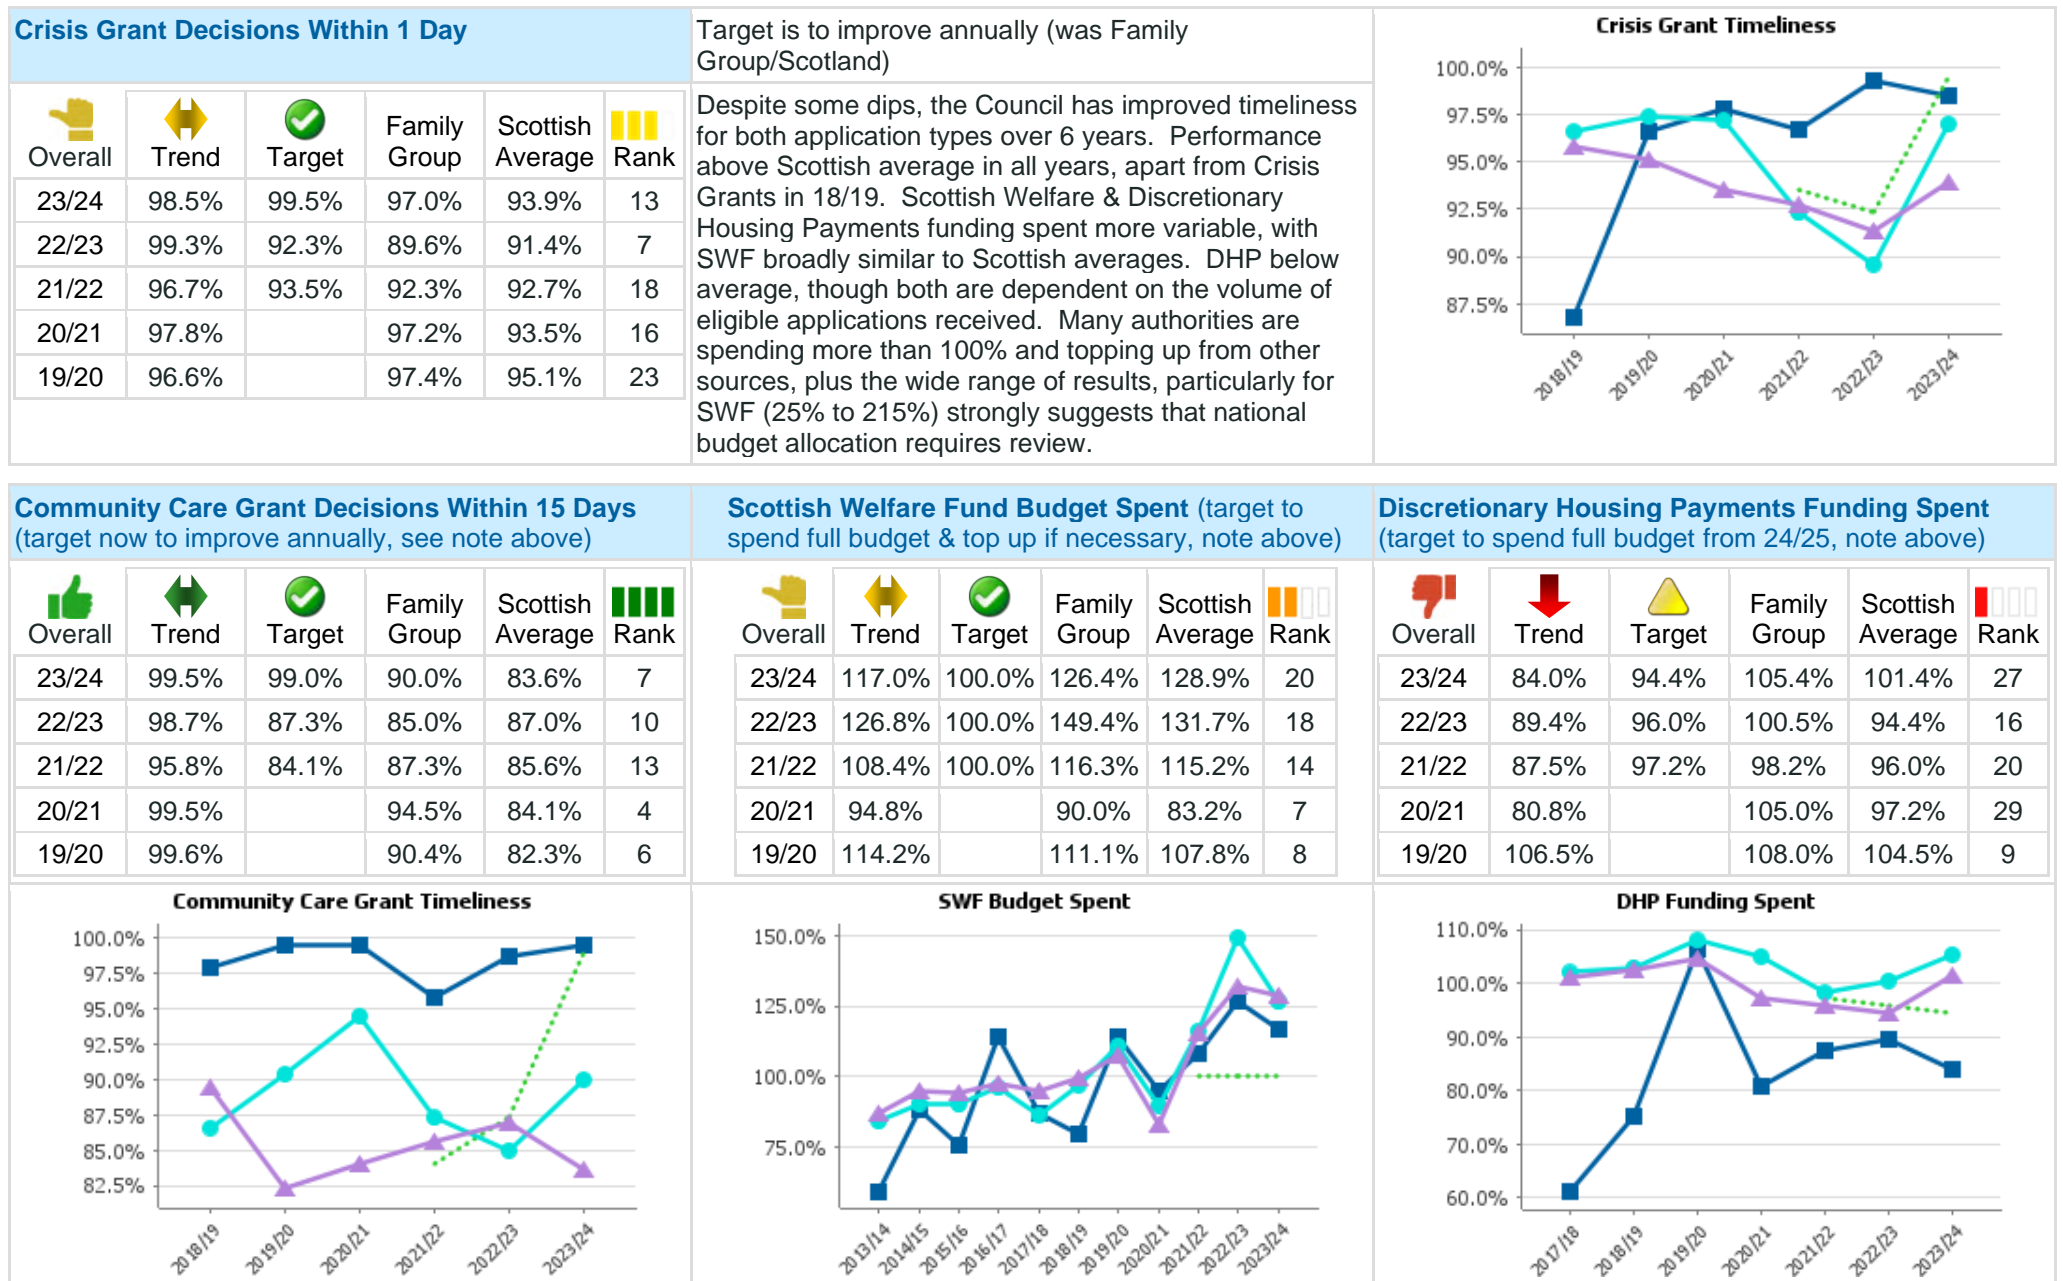 Crisis Grant Decisions Within 1 Day
Target is to improve annually (was Family
Group/Scotland)
Overall Trend Target Family Group Scottish Average Rank
23/24 98.5% 99.5% 97.0% 93.9% 13
22/23 99.3% 92.3% 89.6% 91.4% 7
21/22 96.7% 93.5% 92.3% 92.7% 18
20/21 97.8% 97.2% 93.5% 16
19/20 96.6% 97.4% 95.1% 23
Despite some dips, the Council has improved timeliness
for both application types over 6 years. Performance
above Scottish average in all years, apart from Crisis
Grants in 18/19. Scottish Welfare & Discretionary
Housing Payments funding spent more variable, with
SWF broadly similar to Scottish averages. DHP below
average, though both are dependent on the volume of
eligible applications received. Many authorities are
spending more than 100% and topping up from other
sources, plus the wide range of results, particularly for
SWF (25% to 215%) strongly suggests that national
budget allocation requires review.
Crisis Grant Timeliness
100.0%
97.5%
95.0%
92.5%
90.0%
87.5%
2018/19 2019/20 2020/21 2021/22 2022/23 2023/24
Community Care Grant Decisions Within 15 Days
(target now to improve annually, see note above)
Overall Trend Target Family Group Scottish Average Rank
23/24 99.5% 99.0% 90.0% 83.6% 7
22/23 98.7% 87.3% 85.0% 87.0% 10
21/22 95.8% 84.1% 87.3% 85.6% 13
20/21 99.5% 94.5% 84.1% 4
19/20 99.6% 90.4% 82.3% 6
Community Care Grant Timeliness
100.0%
97.5%
95.0%
92.5%
90.0%
87.5%
85.0%
82.5%
2018/19 2019/20 2020/21 2021/22 2022/23 2023/24
Scottish Welfare Fund Budget Spent (target to
spend full budget & top up if necessary, note above)
Overall Trend Target Family Group Scottish Average Rank
23/24 117.0% 100.0% 126.4% 128.9% 20
22/23 126.8% 100.0% 149.4% 131.7% 18
21/22 108.4% 100.0% 116.3% 115.2% 14
20/21 94.8% 90.0% 83.2% 7
19/20 114.2% 111.1% 107.8% 8
SWF Budget Spent
150.0%
125.0%
100.0%
75.0%
2013/14 2014/15 2015/16 2016/17 2017/18 2018/19 2019/20 2020/21 2021/22 2022/23 2023/24
Discretionary Housing Payments Funding Spent
(target to spend full budget from 24/25, note above)
Overall Trend Target Family Group Scottish Average Rank
23/24 84.0% 94.4% 105.4% 101.4% 27
22/23 89.4% 96.0% 100.5% 94.4% 16
21/22 87.5% 97.2% 98.2% 96.0% 20
20/21 80.8% 105.0% 97.2% 29
19/20 106.5% 108.0% 104.5% 9
DHP Funding Spent
110.0%
100.0%
90.0%
80.0%
70.0%
60.0%
2017/18 2018/19 2019/20 2020/21 2021/22 2022/23 2023/24